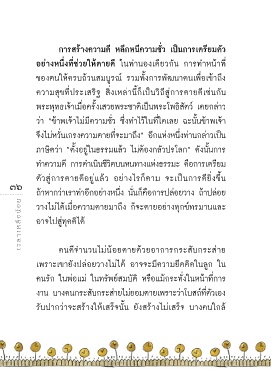 การสร้างความดี หลีกหนีความชั่ว เป็นการเตรียมตัว
อย่างหนึ่งที่ช่วยให้ตายดี ในทำนองเดียวกัน การทำหน้าที่
ของคนให้ครบถ้วนสมบูรณ์ รวมทั้งการพัฒนาตนเพื่อเข้าถึง
ความสุขที่ประเสริฐ สิ่งเหล่านี้ก็เป็นวิถีสู่การตายดีเช่นกัน
พระพุทธเจ้าเมื่อครั้งเสวยพระชาติเป็นพระโพธิสัตว์ เคยกล่าว
ว่า "ข้าพเจ้าไม่มีความชั่ว ซึ่งทำไว้ในที่ไหนเลย ฉะนั้นข้าพเจ้า
จึงไม่หวั่นเกรงความตายที่จะมาถึง" อีกแห่งหนึ่งท่านกล่าวเป็น
ภาษิตว่า "ตั้งอยู่ในธรรมแล้ว ไม่ต้องกลัวปรโลก" ดังนั้นการ
ทำความดี การดำเนินชีวิตบนหนทางแห่งธรรมะ คือการเตรียม
ตัวสู่การตายดีอยู่แล้ว อย่างไรก็ตาม จะเป็นการดียิ่งขึ้น
ถ้าหากว่าเราทำอีกอย่างหนึ่ง นั่นก็คือการปล่อยวาง ถ้าปล่อย
วางไม่ได้เมื่อความตายมาถึง ก็จะตายอย่างทุกข์ทรมานและ
อาจไปสู่ทุคติได้
คนดีจำนวนไม่น้อยตายด้วยอาการกระสับกระส่าย
เพราะเขายังปล่อยวางไม่ได้ อาจจะมีความยึดติดในลูก ใน
คนรัก ในพ่อแม่ ในทรัพย์สมบัติ หรือแม้กระทั่งในหน้าที่การ
งาน บางคนกระสับกระส่ายไม่ยอมตายเพราะว่าโบสถ์ที่ตัวเอง
รับปากว่าจะสร้างให้เสร็จนั้น ยังสร้างไม่เสร็จ บางคนใกล้
๓๖